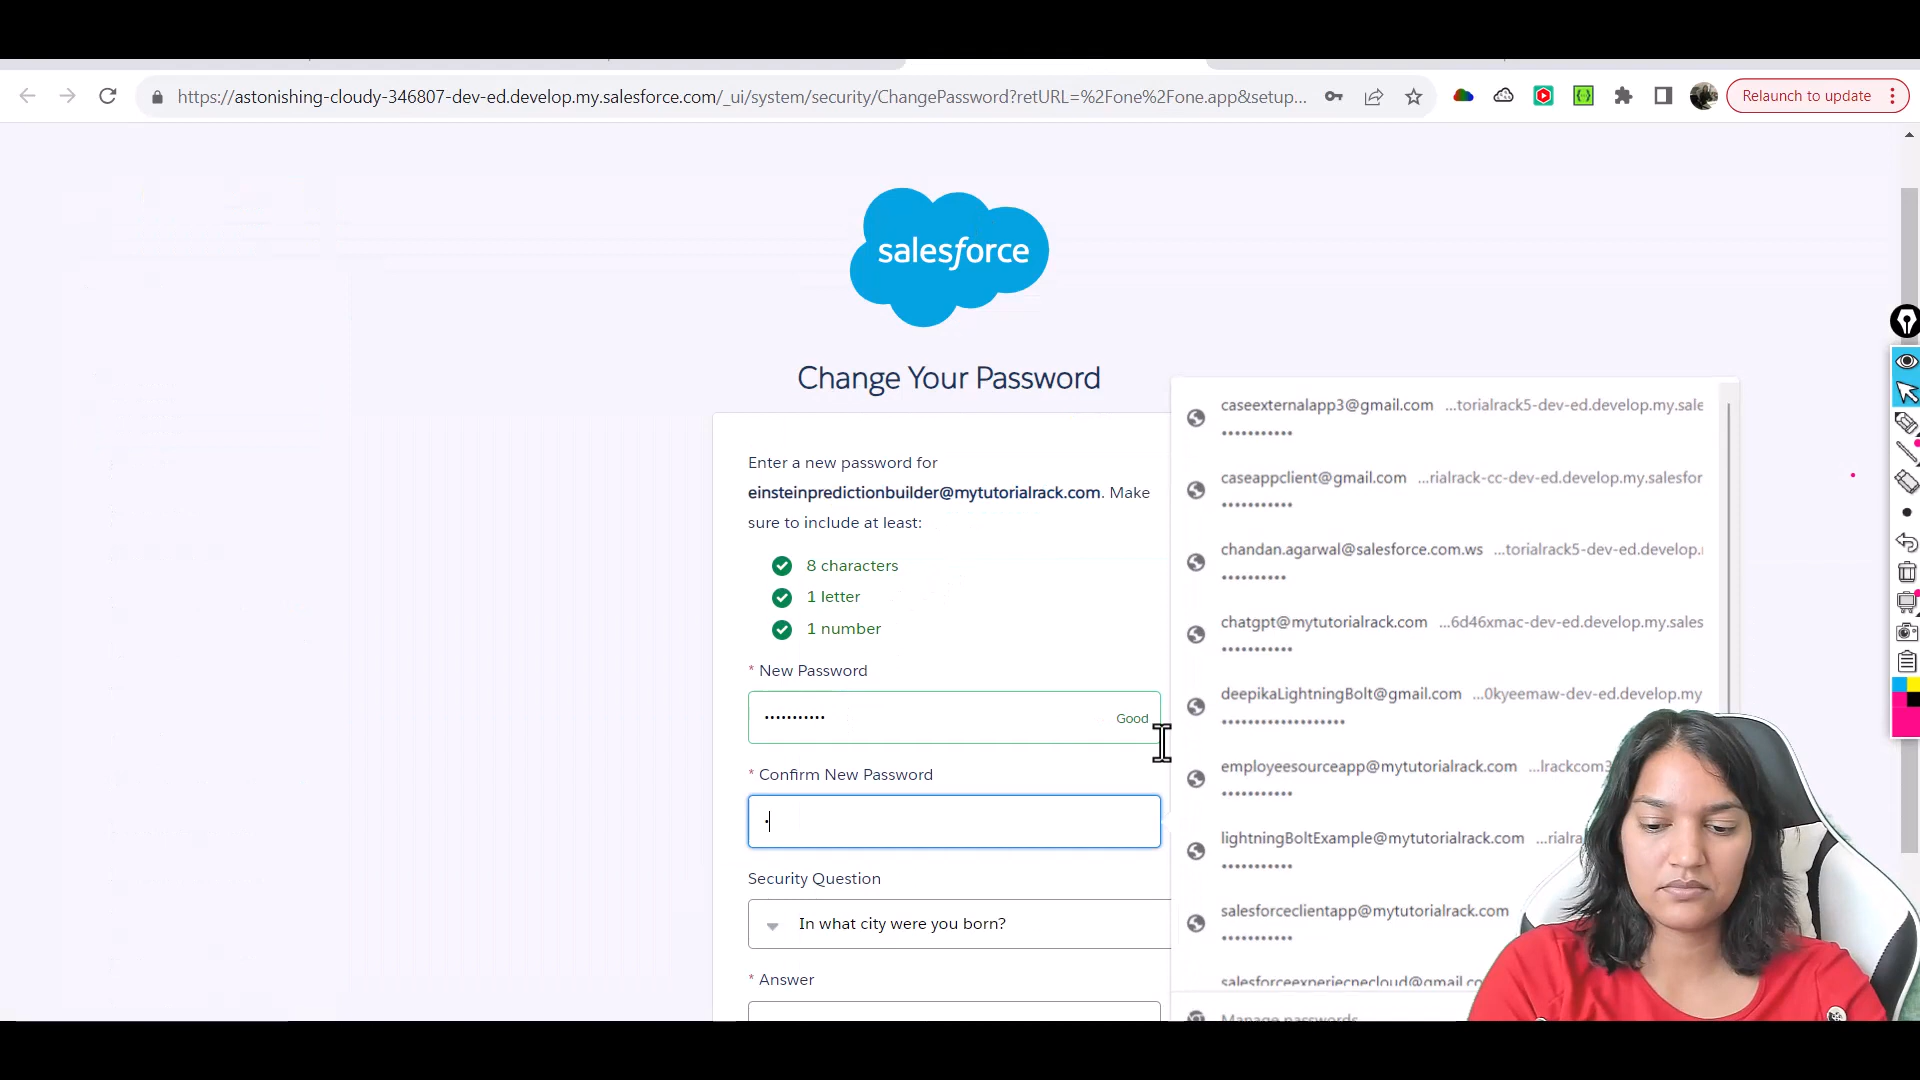 https://astonishing-cloudy-346807-dev-ed.develop.my.salesforce.com/_ui/system/security/ChangePassword?retURL=%2Fone%2Fone.app&setup...
Relaunch to update
salesforce
Change Your Password
Enter a new password for
einsteinpredictionbuilder@mytutorialrack.com. Make
sure to include at least:
8 characters
1 letter
1 number
* New Password
•••••••••••
Good
* Confirm New Password
•
Security Question
In what city were you born?
* Answer
caseexternalapp3@gmail.com ...torialrack5-dev-ed.develop.my.sale
•••••••••••
caseappclient@gmail.com ...rialrack-cc-dev-ed.develop.my.salesfor
•••••••••••
chandan.agarwal@salesforce.com.ws ...torialrack5-dev-ed.develop.
••••••••••
chatgpt@mytutorialrack.com ...6d46xmac-dev-ed.develop.my.sales
•••••••••••
deepikaLightningBolt@gmail.com ...0kyeemaw-dev-ed.develop.my
•••••••••••••••••••
employeesourceapp@mytutorialrack.com ...lrackcom3
•••••••••••
lightningBoltExample@mytutorialrack.com ...rialra
•••••••••••
salesforceclientapp@mytutorialrack.com
•••••••••••
salesforceexperiecnecloud@gmail.co
Manage passwords